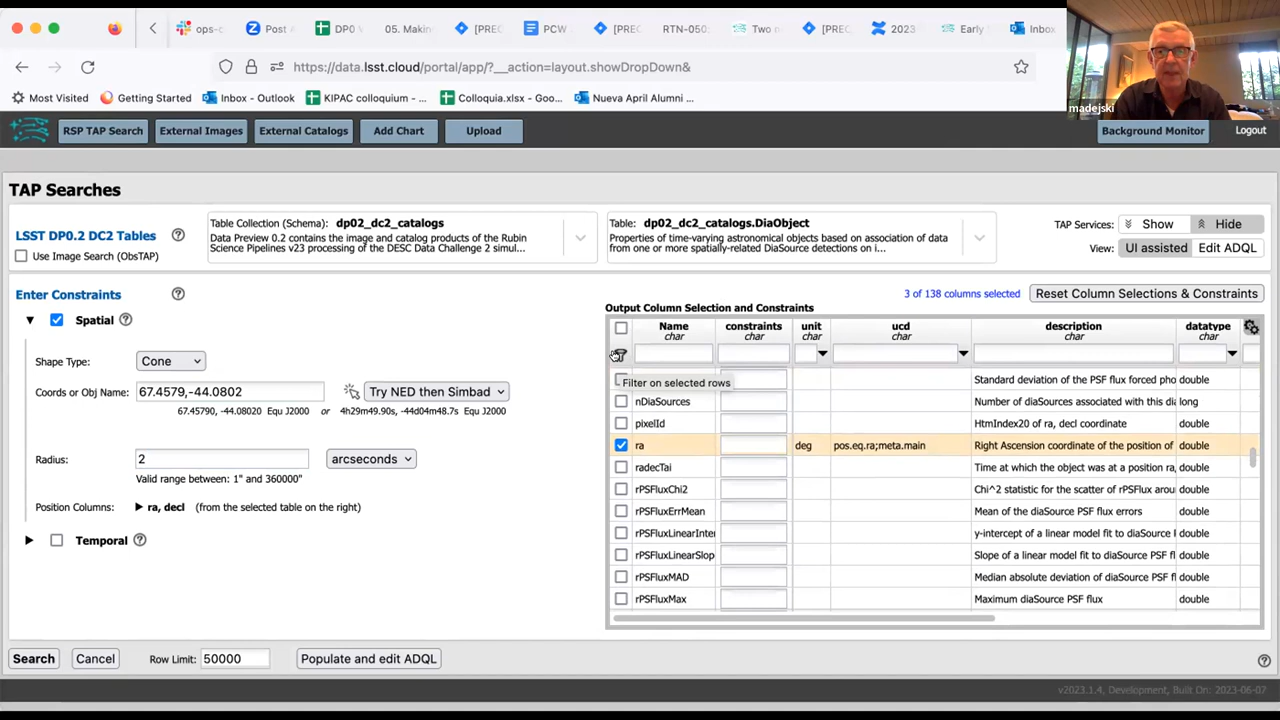 ops-
Post
DP0
05. Makin
[PREC
PCW
[PREC
RTN-050
Two n
[PREC
2023
Early
Inbox
https://data.lsst.cloud/portal/app/?__action=layout.showDropDown&
Most Visited
Getting Started
Inbox - Outlook
KIPAC colloquium - ...
Colloquia.xlsx - Goo...
Nueva April Alumni ...
madejski
RSP TAP Search
External Images
External Catalogs
Add Chart
Upload
Background Monitor
Logout
TAP Searches
LSST DP0.2 DC2 Tables
Use Image Search (ObsTAP)
Table Collection (Schema): dp02_dc2_catalogs
Data Preview 0.2 contains the image and catalog products of the Rubin
Science Pipelines v23 processing of the DESC Data Challenge 2 simul...
Table: dp02_dc2_catalogs.DiaObject
Properties of time-varying astronomical objects based on association of data
from one or more spatially-related DiaSource detections on i...
TAP Services: Show Hide
View: UI assisted Edit ADQL
Enter Constraints
3 of 138 columns selected
Reset Column Selections & Constraints
Spatial
Shape Type: Cone
Coords or Obj Name: 67.4579,-44.0802 Try NED then Simbad
67.45790, -44.08020 Equ J2000 or 4h29m49.90s, -44d04m48.7s Equ J2000
Radius: 2 arcseconds
Valid range between: 1" and 360000"
Position Columns: ra, decl (from the selected table on the right)
Temporal
Output Column Selection and Constraints
Name constraints unit ucd description datatype
char char char char char char
Filter on selected rows
Standard deviation of the PSF flux forced pho double
nDiaSources Number of diaSources associated with this dia long
pixelId HtmIndex20 of ra, decl coordinate double
ra deg pos.eq.ra;meta.main Right Ascension coordinate of the position of double
radecTai Time at which the object was at a position ra, double
rPSFluxChi2 Chi^2 statistic for the scatter of rPSFlux arou double
rPSFluxErrMean Mean of the diaSource PSF flux errors double
rPSFluxLinearInter y-intercept of a linear model fit to diaSource double
rPSFluxLinearSlop Slope of a linear model fit to diaSource PSF fl double
rPSFluxMAD Median absolute deviation of diaSource PSF fl double
rPSFluxMax Maximum diaSource PSF flux double
Search
Cancel
Row Limit: 50000
Populate and edit ADQL
v2023.1.4, Development, Built On: 2023-06-07